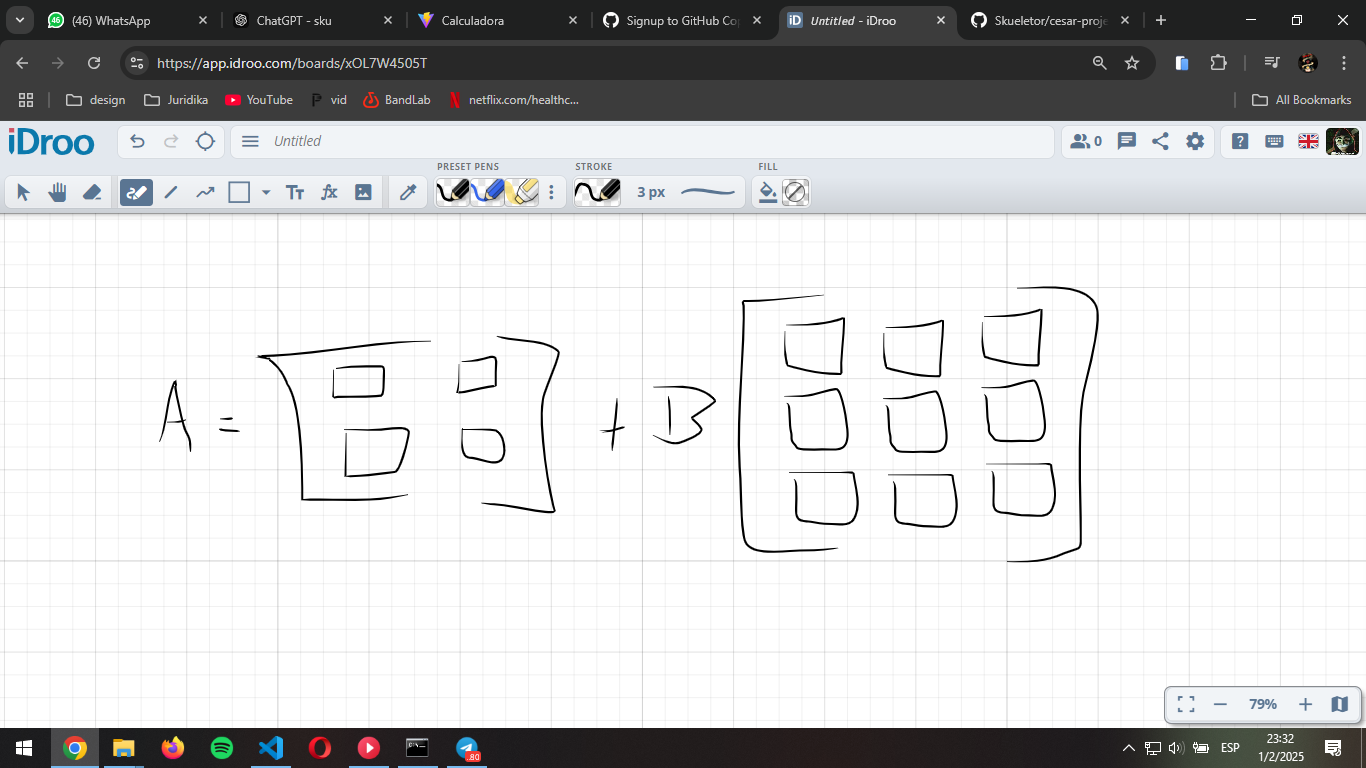 (46) WhatsApp
ChatGPT - sku
Calculadora
Signup to GitHub Cop
Untitled - iDroo
Skueletor/cesar-proje
https://app.idroo.com/boards/xOL7W4505T
design
Juridika
YouTube
vid
BandLab
netflix.com/healthc...
All Bookmarks
iDroo
Untitled
0
PRESET PENS
STROKE
FILL
3 px
A = + B
79%
ESP
23:32
1/2/2025